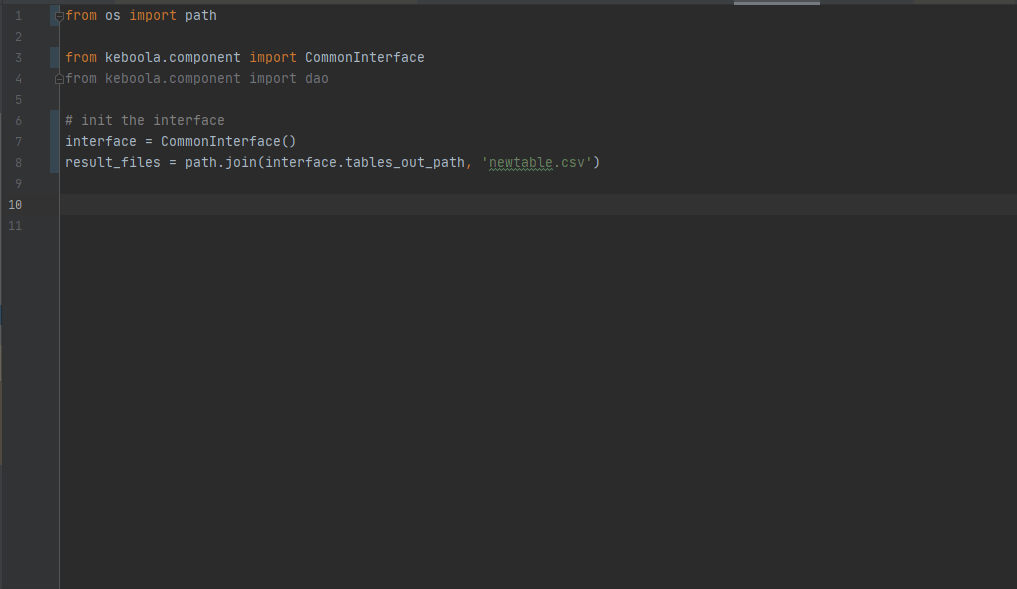 1 from os import path
2
3 from keboola.component import CommonInterface
4 from keboola.component import dao
5
6 # init the interface
7 interface = CommonInterface()
8 result_files = path.join(interface.tables_out_path, 'newtable.csv')
9
10
11